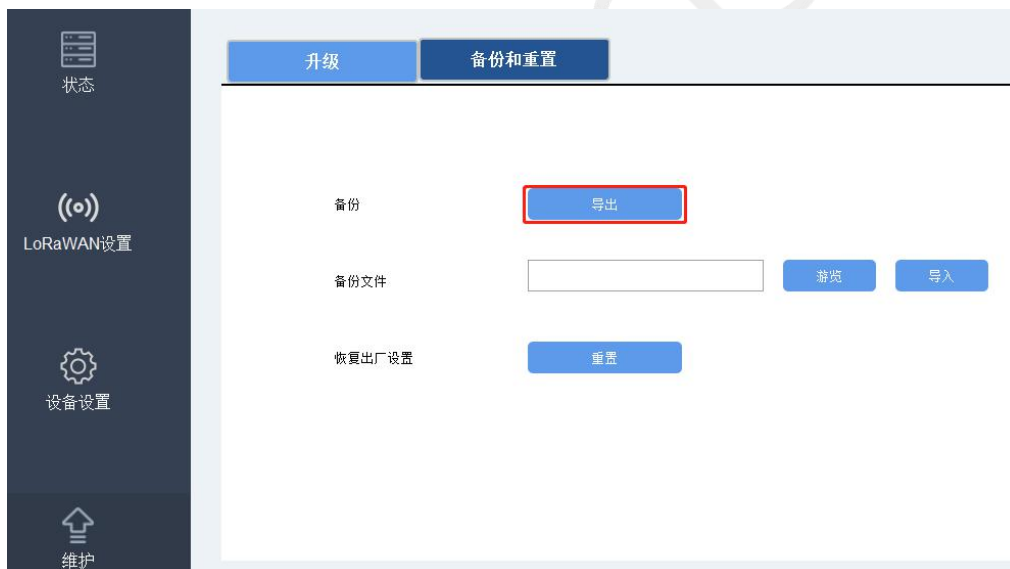 状态
LoRaWAN设置
设备设置
维护
升级
备份和重置
备份
导出
备份文件
游览
导入
恢复出厂设置
重置